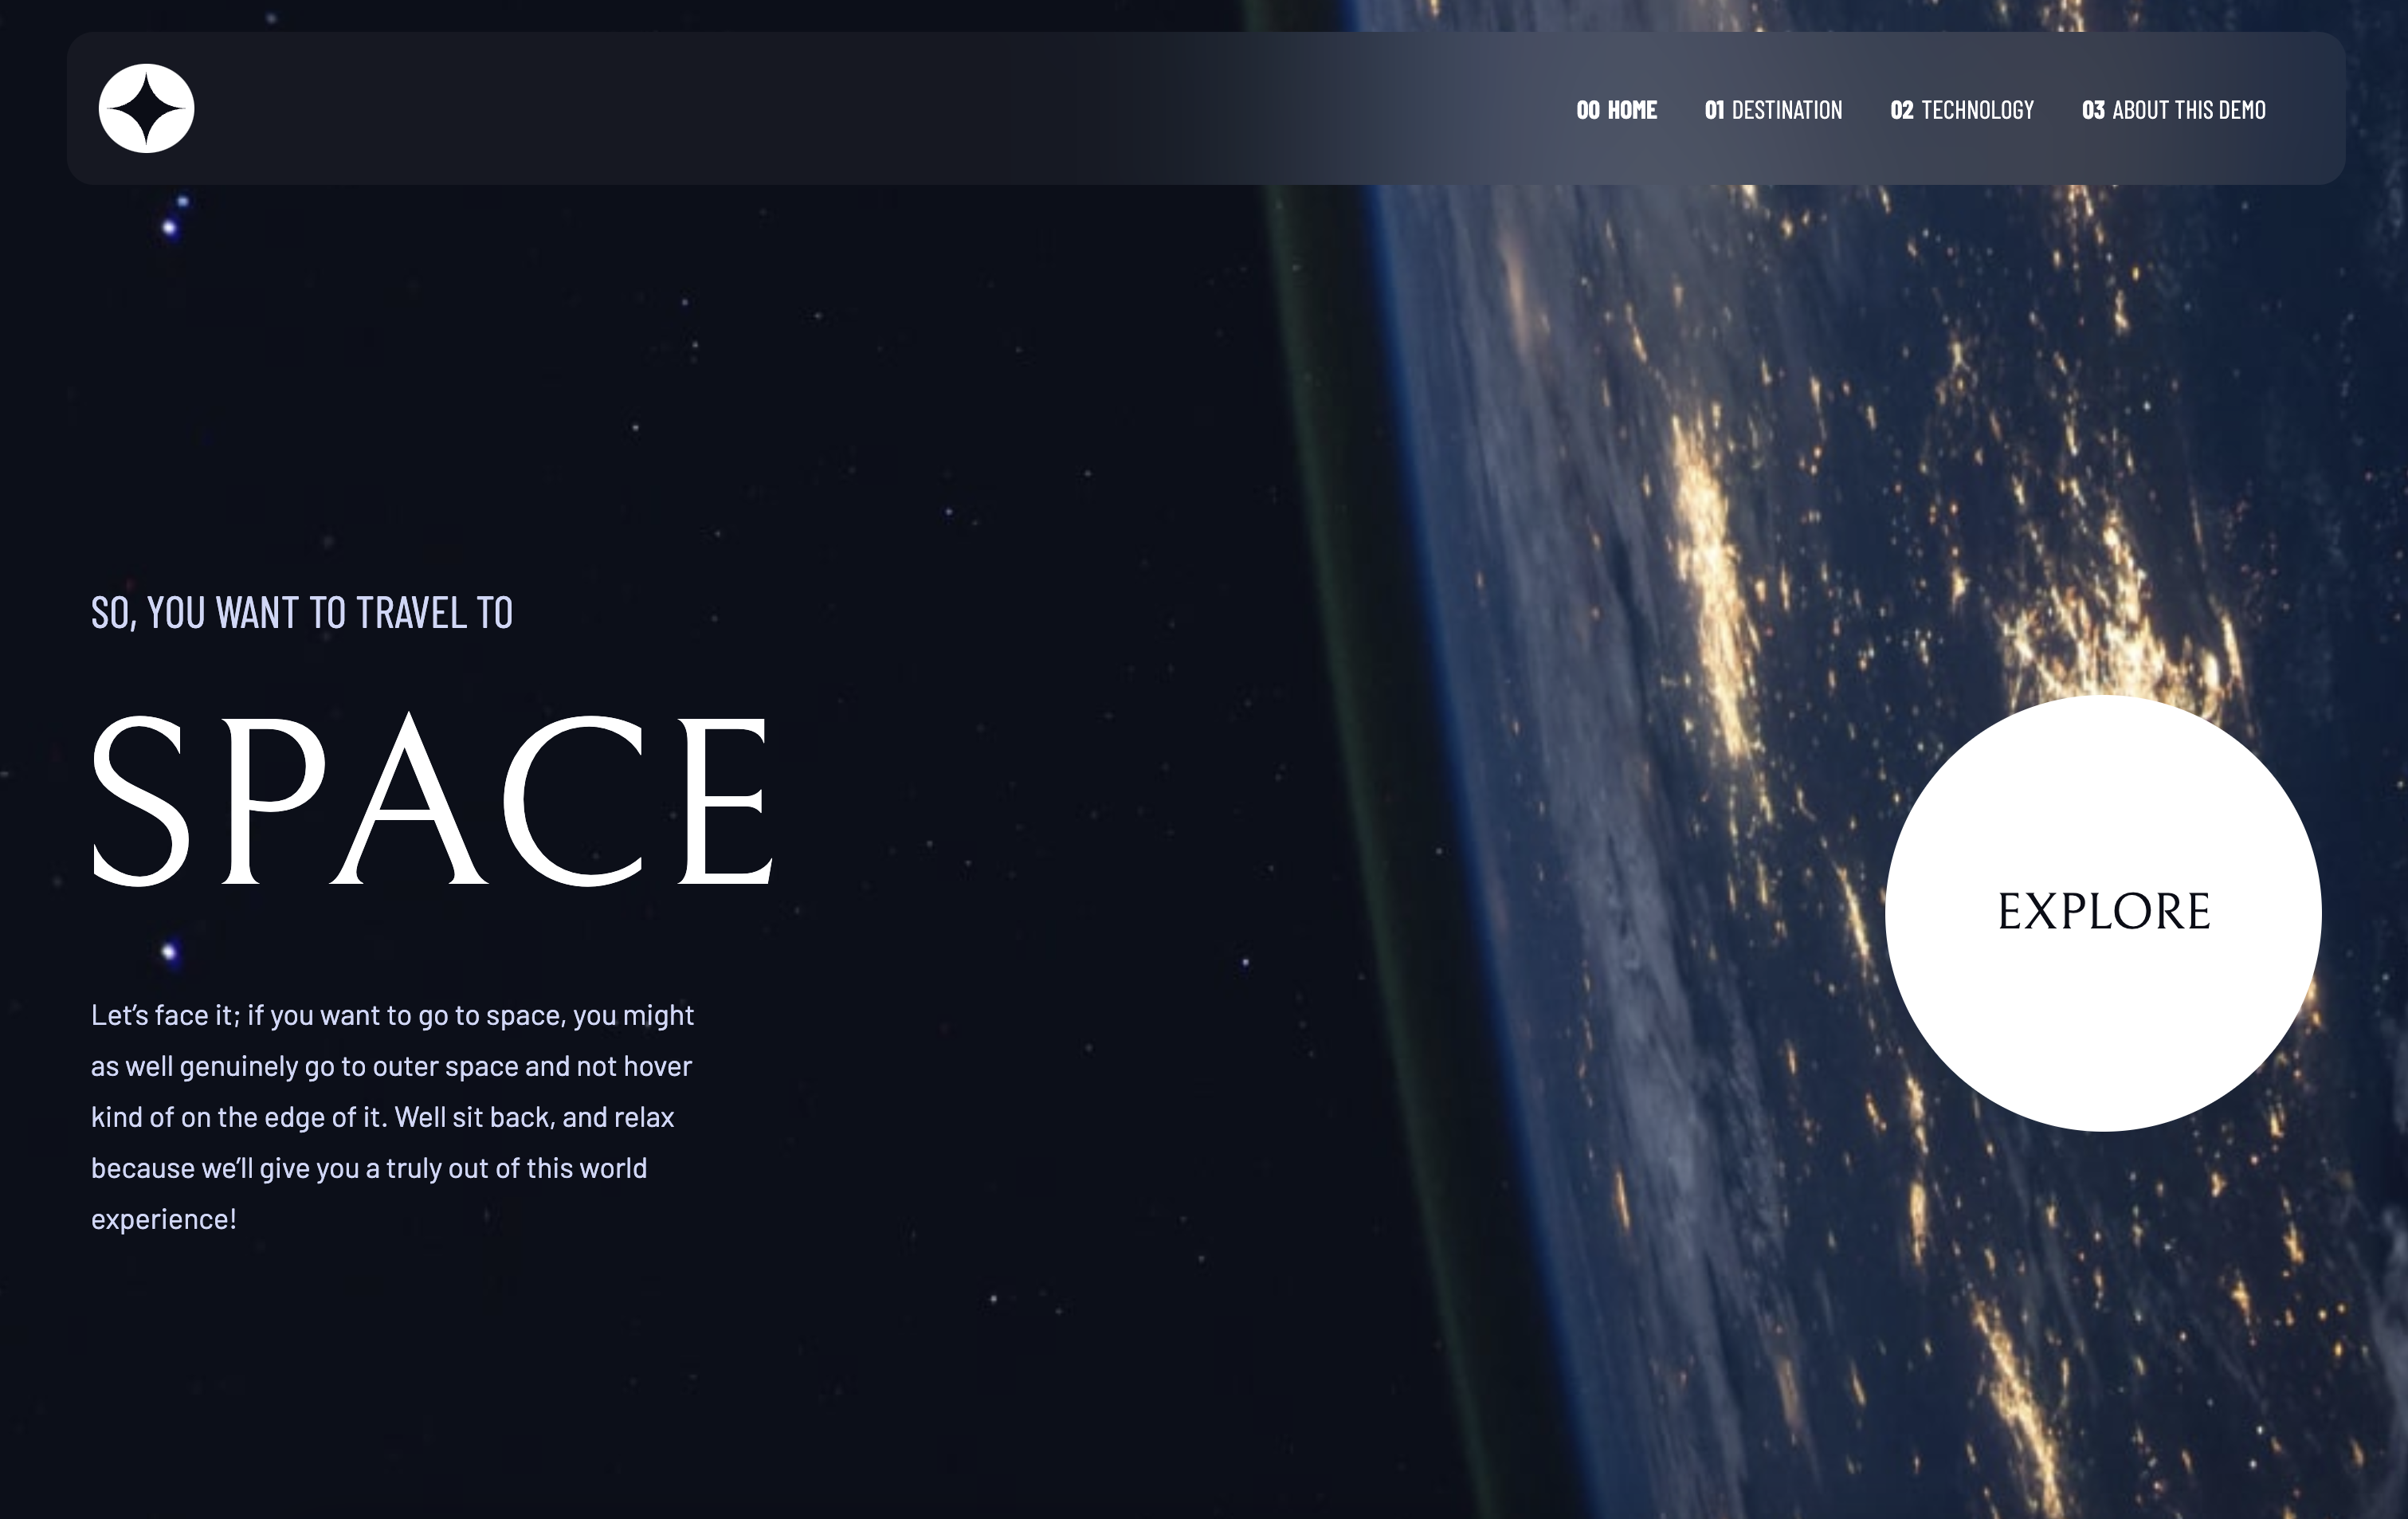 00 HOME 01 DESTINATION 02 TECHNOLOGY 03 ABOUT THIS DEMO
SO, YOU WANT TO TRAVEL TO
SPACE
Let’s face it; if you want to go to space, you might
as well genuinely go to outer space and not hover
kind of on the edge of it. Well sit back, and relax
because we’ll give you a truly out of this world
experience!
EXPLORE